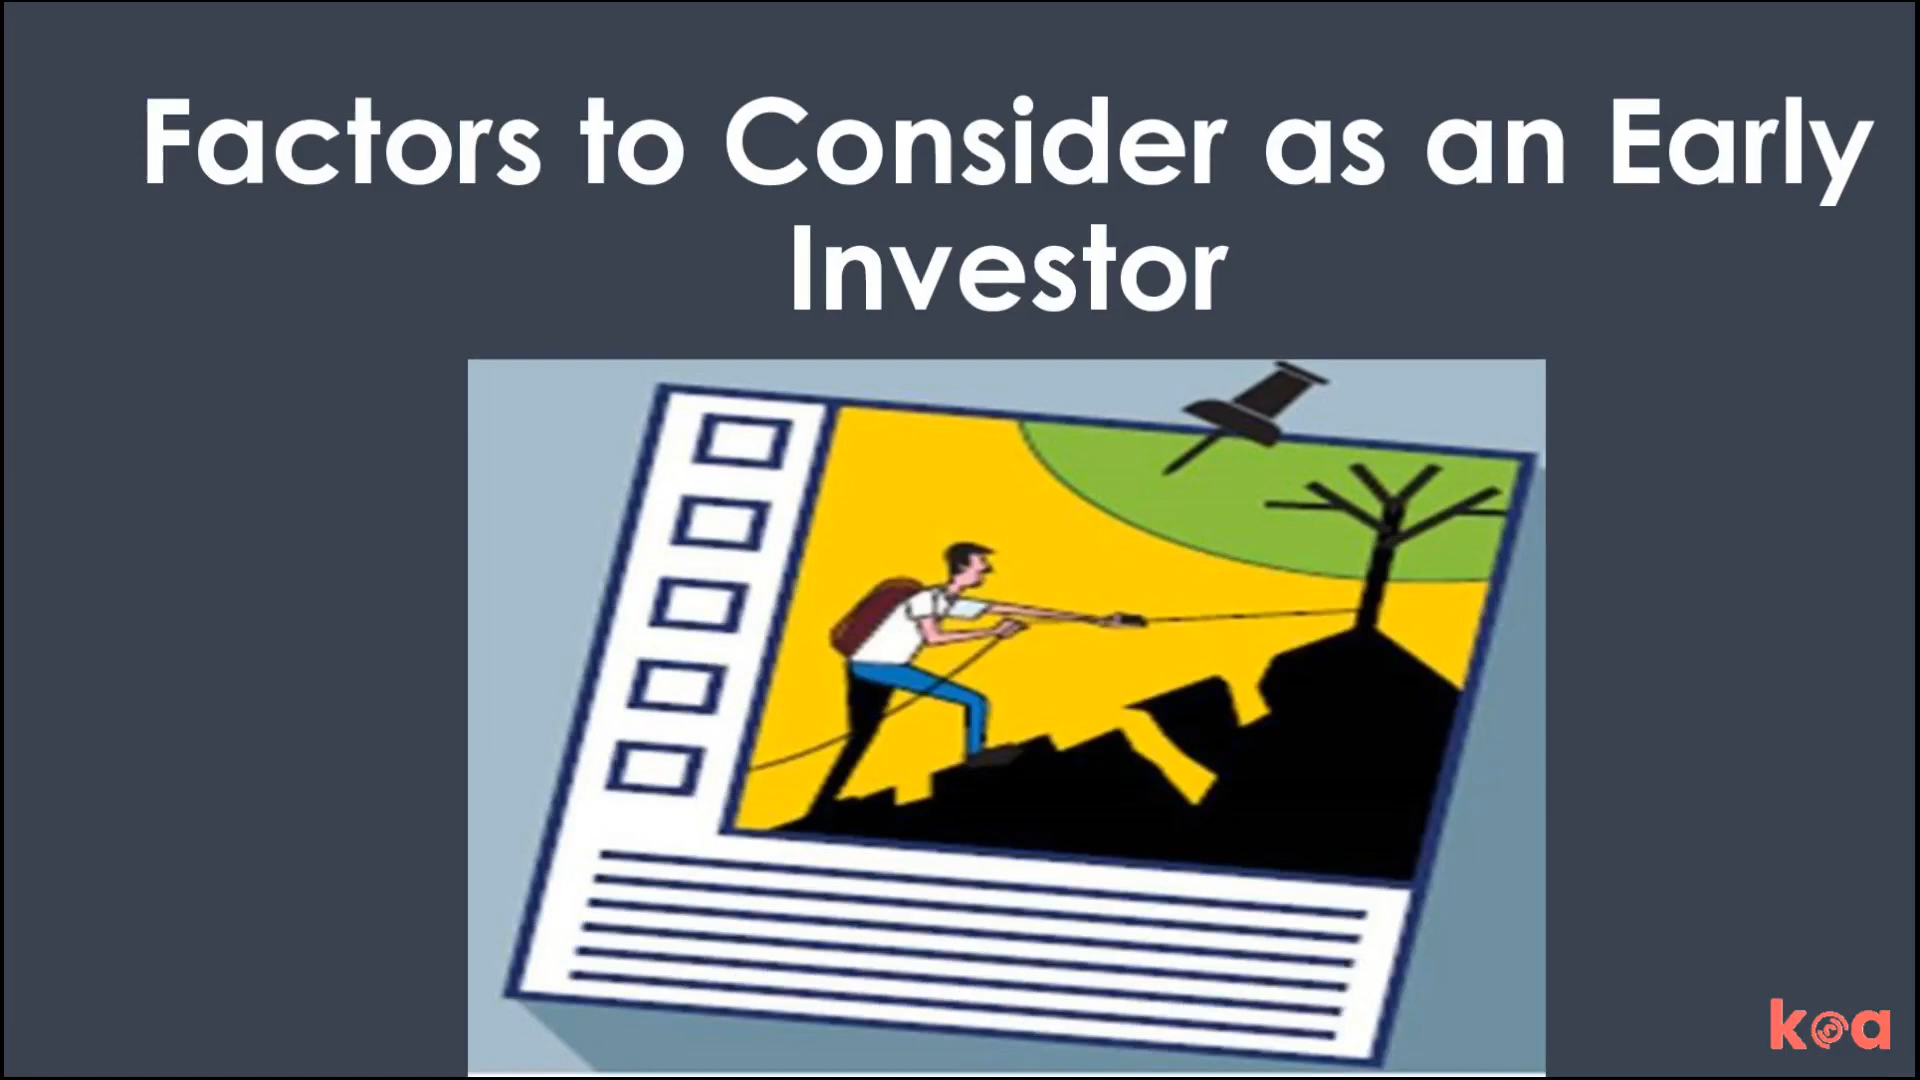 Factors to Consider as an Early
Investor
koa